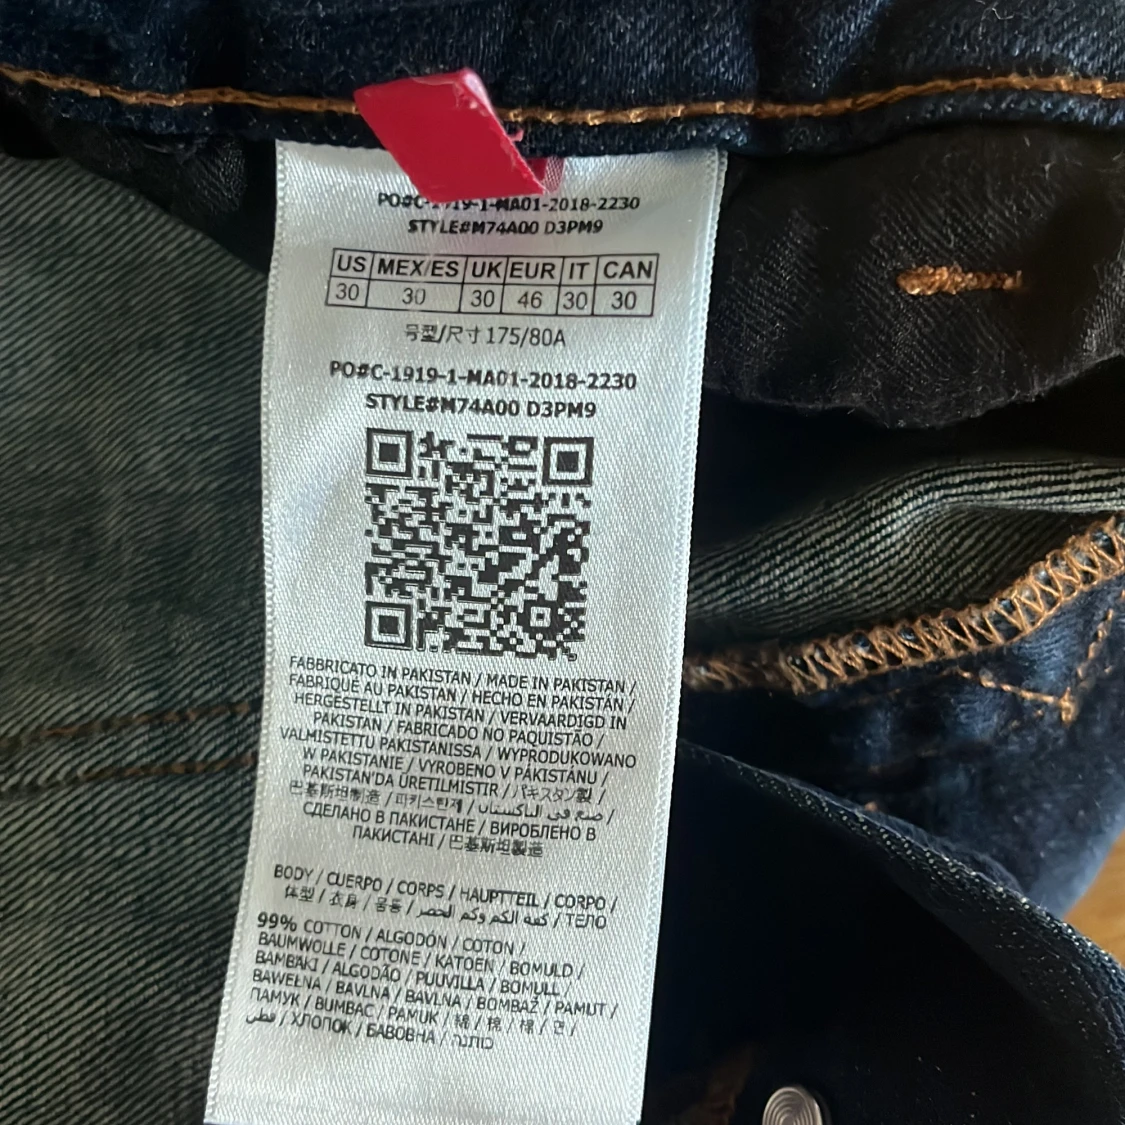 PO#C-1919-1-MA01-2018-2230
STYLE#M74A00 D3PM9
US MEX/ES UK EUR IT CAN
30 30 30 46 30 30
号型/尺寸 175/80A
PO#C-1919-1-MA01-2018-2230
STYLE#M74A00 D3PM9
FABBRICATO IN PAKISTAN / MADE IN PAKISTAN /
FABRIQUÉ AU PAKISTAN / HECHO EN PAKISTÁN /
HERGESTELLT IN PAKISTAN / VERVAARDIGD IN
PAKISTAN / FABRICADO NO PAQUISTÃO /
VALMISTETTU PAKISTANISSA / WYPRODUKOWANO
W PAKISTANIE / VYROBENO V PÁKISTÁNU /
PAKISTAN'DA ÜRETILMISTIR / パキスタン製 /
巴基斯坦制造 / 파키스탄제 / صنع في الباكستان /
СДЕЛАНО В ПАКИСТАНЕ / ВИРОБЛЕНО В
ПАКИСТАНІ / 巴基斯坦製造
BODY / CUERPO / CORPS / HAUPTTEIL / CORPO /
体型 / 衣身 / 몸통 / كفه الكم وكم الخصر / ТЕЛО
99% COTTON / ALGODÓN / COTON /
BAUMWOLLE / COTONE / KATOEN / BOMULD /
BAMBAKI / ALGODÃO / PUUVILLA / BOMULL /
BAWEŁNA / BAVLNA / BAVLNA / BOMBAŽ / PAMUT /
ПАМУК / BUMBAC / PAMUK / 綿 / 棉 / 棉 / 면 /
قطن / ХЛОПОК / БАВОВНА / כותנה